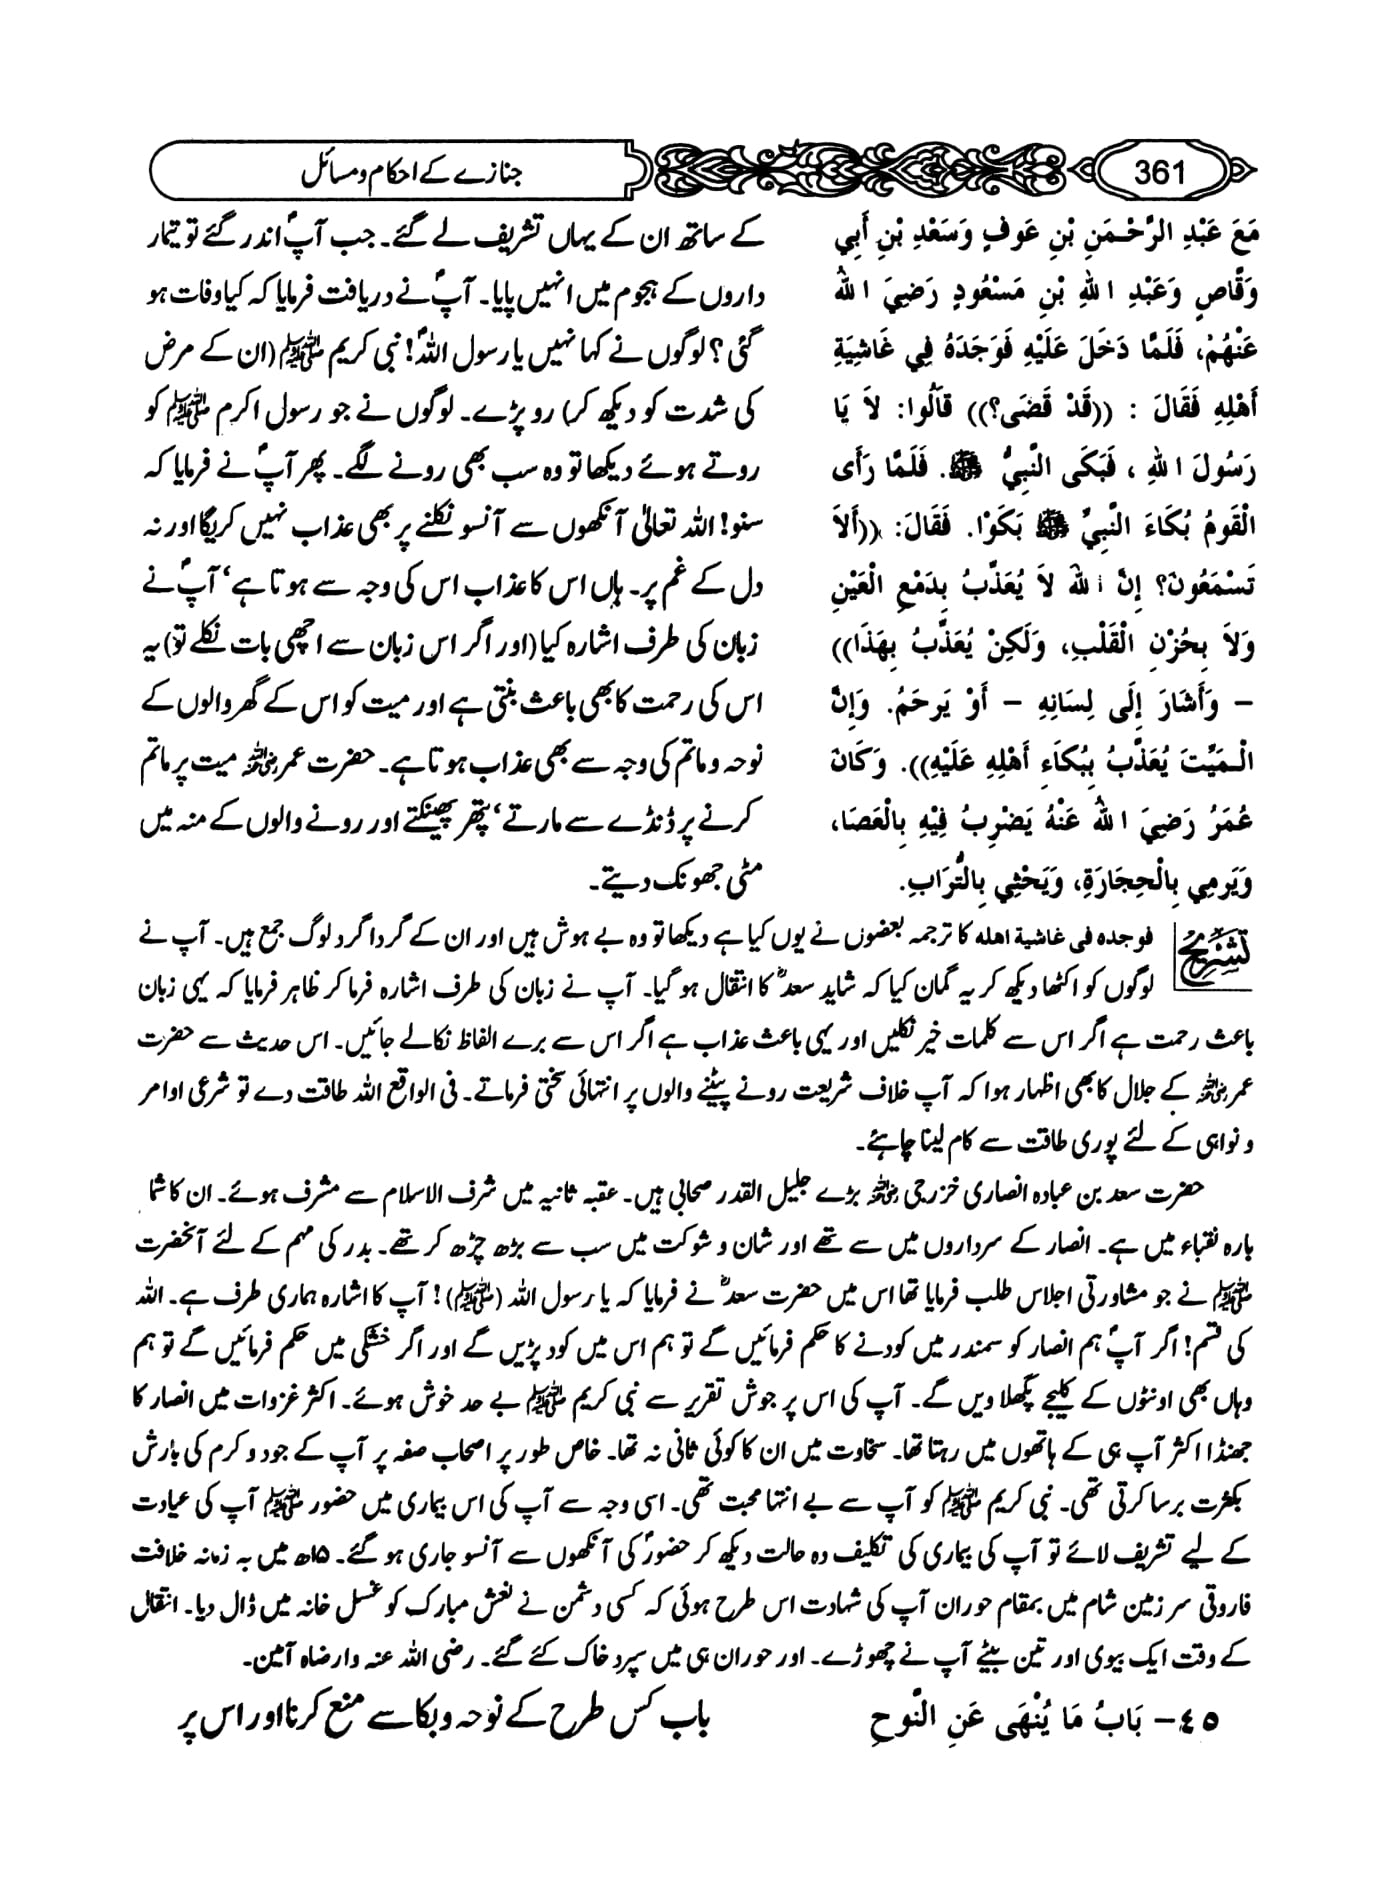 361
جنازے کے احکام و مسائل
مَعَ عَبْدِ الرَّحْمَنِ بْنِ عَوفٍ وَسَعْدِ بْنِ أَبِي
وَقَّاصٍ وَعَبْدِ اللهِ بْنِ مَسْعُودٍ رَضِيَ اللهُ
عَنْهُمْ، فَلَمَّا دَخَلَ عَلَيْهِ فَوَجَدَهُ فِي غَاشِيَةِ
أَهْلِهِ فَقَالَ : ((قَدْ قَضَى؟)) قَالُوا: لاَ يَا
رَسُولَ اللهِ ، فَبَكَى النَّبِيُّ ﷺ. فَلَمَّا رَأَى
الْقَومُ بُكَاءَ النَّبِيِّ ﷺ بَكَوْا. فَقَالَ: ((أَلاَ
تَسْمَعُونَ؟ إِنَّ اللهَ لاَ يُعَذِّبُ بِدَمْعِ الْعَيْنِ
وَلاَ بِحُزْنِ الْقَلْبِ، وَلَكِنْ يُعَذِّبُ بِهَذَا))
– وَأَشَارَ إِلَى لِسَانِهِ – أَوْ يَرحَمُ. وَإِنَّ
الْمَيِّتَ يُعَذَّبُ بِبُكَاءِ أَهْلِهِ عَلَيْهِ)). وَكَانَ
عُمَرُ رَضِيَ اللهُ عَنْهُ يَضْرِبُ فِيْهِ بِالْعَصَا،
وَيَرمِي بِالْحِجَارَةِ، وَيَحْثِي بِالتُّرَابِ.
کے ساتھ ان کے یہاں تشریف لے گئے۔ جب آپؐ اندر گئے تو تیمار
داروں کے ہجوم میں انہیں پایا۔ آپؐ نے دریافت فرمایا کہ کیا وفات ہو
گئی؟ لوگوں نے کہا نہیں یا رسول اللہؐ! نبی کریم ﷺ (ان کے مرض
کی شدت کو دیکھ کر) رو پڑے۔ لوگوں نے جو رسول اکرم ﷺ کو
روتے ہوئے دیکھا تو وہ سب بھی رونے لگے۔ پھر آپؐ نے فرمایا کہ
سنو! اللہ تعالیٰ آنکھوں سے آنسو نکلنے پر بھی عذاب نہیں کریگا اور نہ
دل کے غم پر۔ ہاں اس کا عذاب اس کی وجہ سے ہوتا ہے‘ آپؐ نے
زبان کی طرف اشارہ کیا (اور اگر اس زبان سے اچھی بات نکلے تو) یہ
اس کی رحمت کا بھی باعث بنتی ہے اور میت کو اس کے گھر والوں کے
نوحہ و ماتم کی وجہ سے بھی عذاب ہوتا ہے۔ حضرت عمر رضی اللہ عنہ میت پر ماتم
کرنے پر ڈنڈے سے مارتے‘ پتھر پھینکتے اور رونے والوں کے منہ میں
مٹی جھونک دیتے۔
تشریح فوجدہ فی غاشیۃ اھلہ کا ترجمہ بعضوں نے یوں کیا ہے دیکھا تو وہ بے ہوش ہیں اور ان کے گردا گرد لوگ جمع ہیں۔ آپ نے
لوگوں کو اکٹھا دیکھ کر یہ گمان کیا کہ شاید سعدؓ کا انتقال ہو گیا۔ آپ نے زبان کی طرف اشارہ فرما کر ظاہر فرمایا کہ یہی زبان
باعث رحمت ہے اگر اس سے کلمات خیر نکلیں اور یہی باعث عذاب ہے اگر اس سے برے الفاظ نکالے جائیں۔ اس حدیث سے حضرت
عمر رضی اللہ عنہ کے جلال کا بھی اظہار ہوا کہ آپ خلاف شریعت رونے پیٹنے والوں پر انتہائی سختی فرماتے۔ فی الواقع اللہ طاقت دے تو شرعی اوامر
و نواہی کے لئے پوری طاقت سے کام لینا چاہئے۔
حضرت سعد بن عبادہ انصاری خزرجی رضی اللہ عنہ بڑے جلیل القدر صحابی ہیں۔ عقبہ ثانیہ میں شرف الاسلام سے مشرف ہوئے۔ ان کا شما
بارہ نقباء میں ہے۔ انصار کے سرداروں میں سے تھے اور شان و شوکت میں سب سے بڑھ چڑھ کر تھے۔ بدر کی مہم کے لئے آنحضرت
ﷺ نے جو مشاورتی اجلاس طلب فرمایا تھا اس میں حضرت سعدؓ نے فرمایا کہ یا رسول اللہ (ﷺ)! آپ کا اشارہ ہماری طرف ہے۔ اللہ
کی قسم! اگر آپؐ ہم انصار کو سمندر میں کودنے کا حکم فرمائیں گے تو ہم اس میں کود پڑیں گے اور اگر خشکی میں حکم فرمائیں گے تو ہم
وہاں بھی اونٹوں کے کلیجے پگھلا ویں گے۔ آپ کی اس پر جوش تقریر سے نبی کریم ﷺ بے حد خوش ہوئے۔ اکثر غزوات میں انصار کا
جھنڈا اکثر آپ ہی کے ہاتھوں میں رہتا تھا۔ سخاوت میں ان کا کوئی ثانی نہ تھا۔ خاص طور پر اصحاب صفہ پر آپ کے جود و کرم کی بارش
بکثرت برسا کرتی تھی۔ نبی کریم ﷺ کو آپ سے بے انتہا محبت تھی۔ اسی وجہ سے آپ کی اس بیماری میں حضور ﷺ آپ کی عیادت
کے لیے تشریف لائے تو آپ کی بیماری کی تکلیف دہ حالت دیکھ کر حضورؐ کی آنکھوں سے آنسو جاری ہو گئے۔ ۱۵ھ میں بہ زمانہ خلافت
فاروقی سرزمین شام میں بمقام حوران آپ کی شہادت اس طرح ہوئی کہ کسی دشمن نے نعش مبارک کو غسل خانہ میں ڈال دیا۔ انتقال
کے وقت ایک بیوی اور تین بیٹے آپ نے چھوڑے۔ اور حوران ہی میں سپرد خاک کئے گئے۔ رضی اللہ عنہ وارضاہ آمین۔
٤٥– بَابُ مَا يُنْهَى عَنِ النَّوحِ
باب کس طرح کے نوحہ و بکا سے منع کرنا اور اس پر